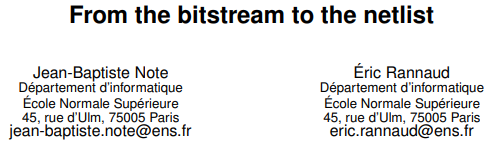 From the bitstream to the netlist
Jean-Baptiste Note
Département d'informatique
École Normale Supérieure
45, rue d'Ulm, 75005 Paris
jean-baptiste.note@ens.fr
Éric Rannaud
Département d'informatique
École Normale Supérieure
45, rue d'Ulm, 75005 Paris
eric.rannaud@ens.fr